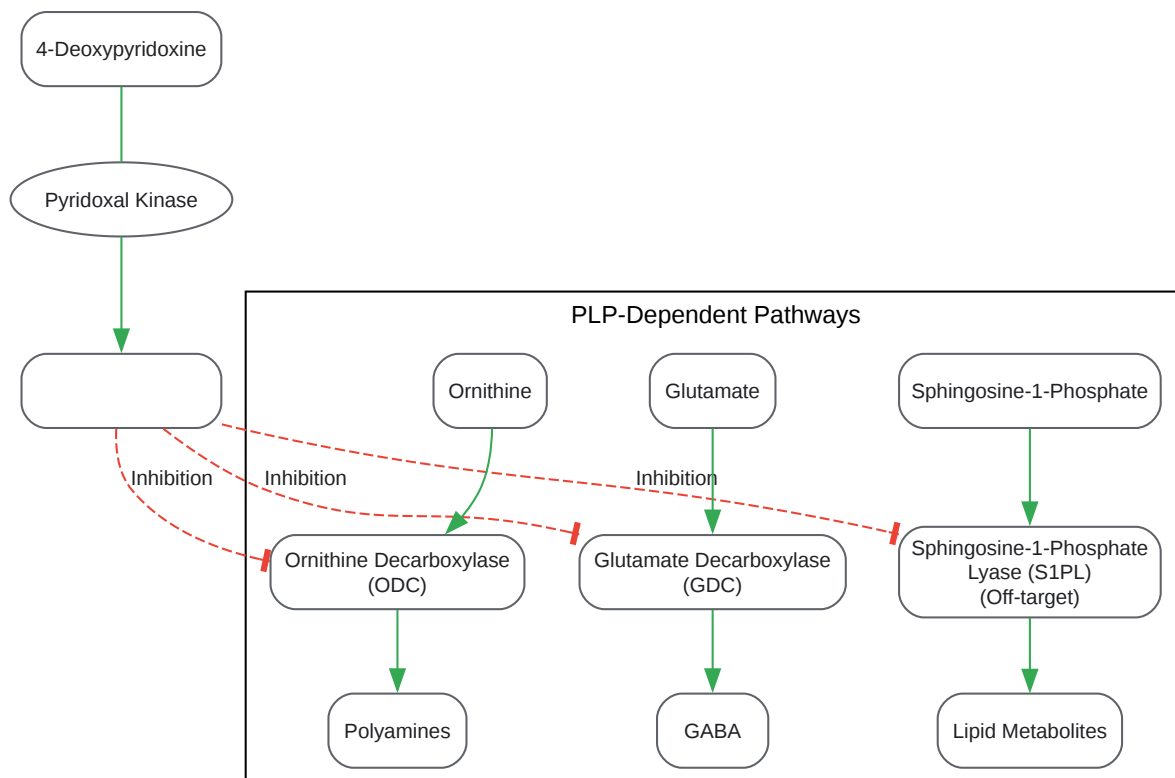 4-Deoxypyridoxine
Pyridoxal Kinase
PLP-Dependent Pathways
Ornithine
Glutamate
Sphingosine-1-Phosphate
Inhibition
Inhibition
Inhibition
Ornithine Decarboxylase
(ODC)
Glutamate Decarboxylase
(GDC)
Sphingosine-1-Phosphate
Lyase (S1PL)
(Off-target)
Polyamines
GABA
Lipid Metabolites